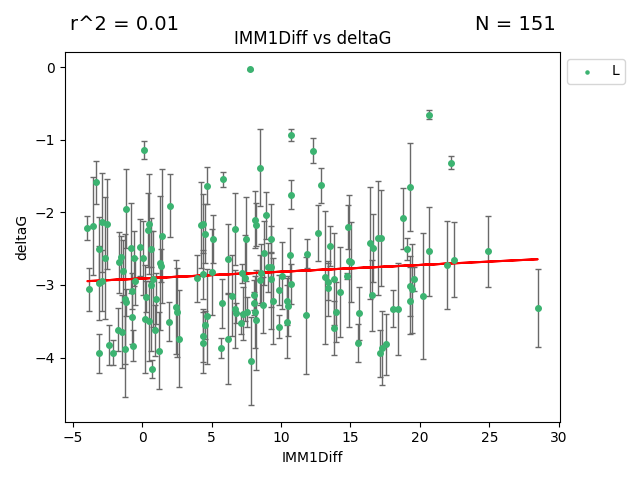 r^2 = 0.01
N = 151
IMM1Diff vs deltaG
L
0
−1
−2
−3
−4
deltaG
−5
0
5
10
15
20
25
30
IMM1Diff